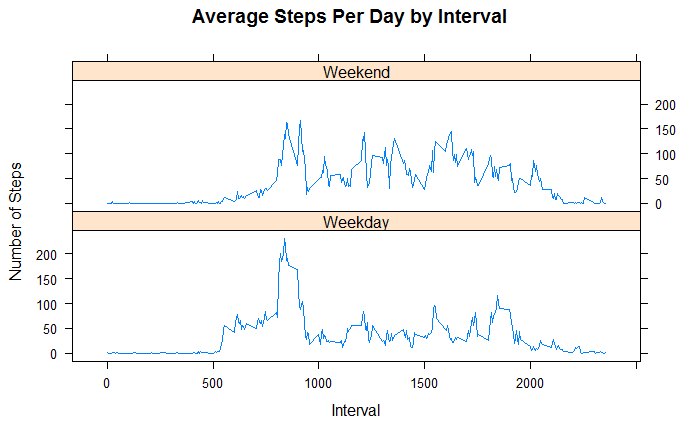 Average Steps Per Day by Interval
Weekend
200
150
100
50
0
Weekday
200
150
100
50
0
Number of Steps
0 500 1000 1500 2000
Interval